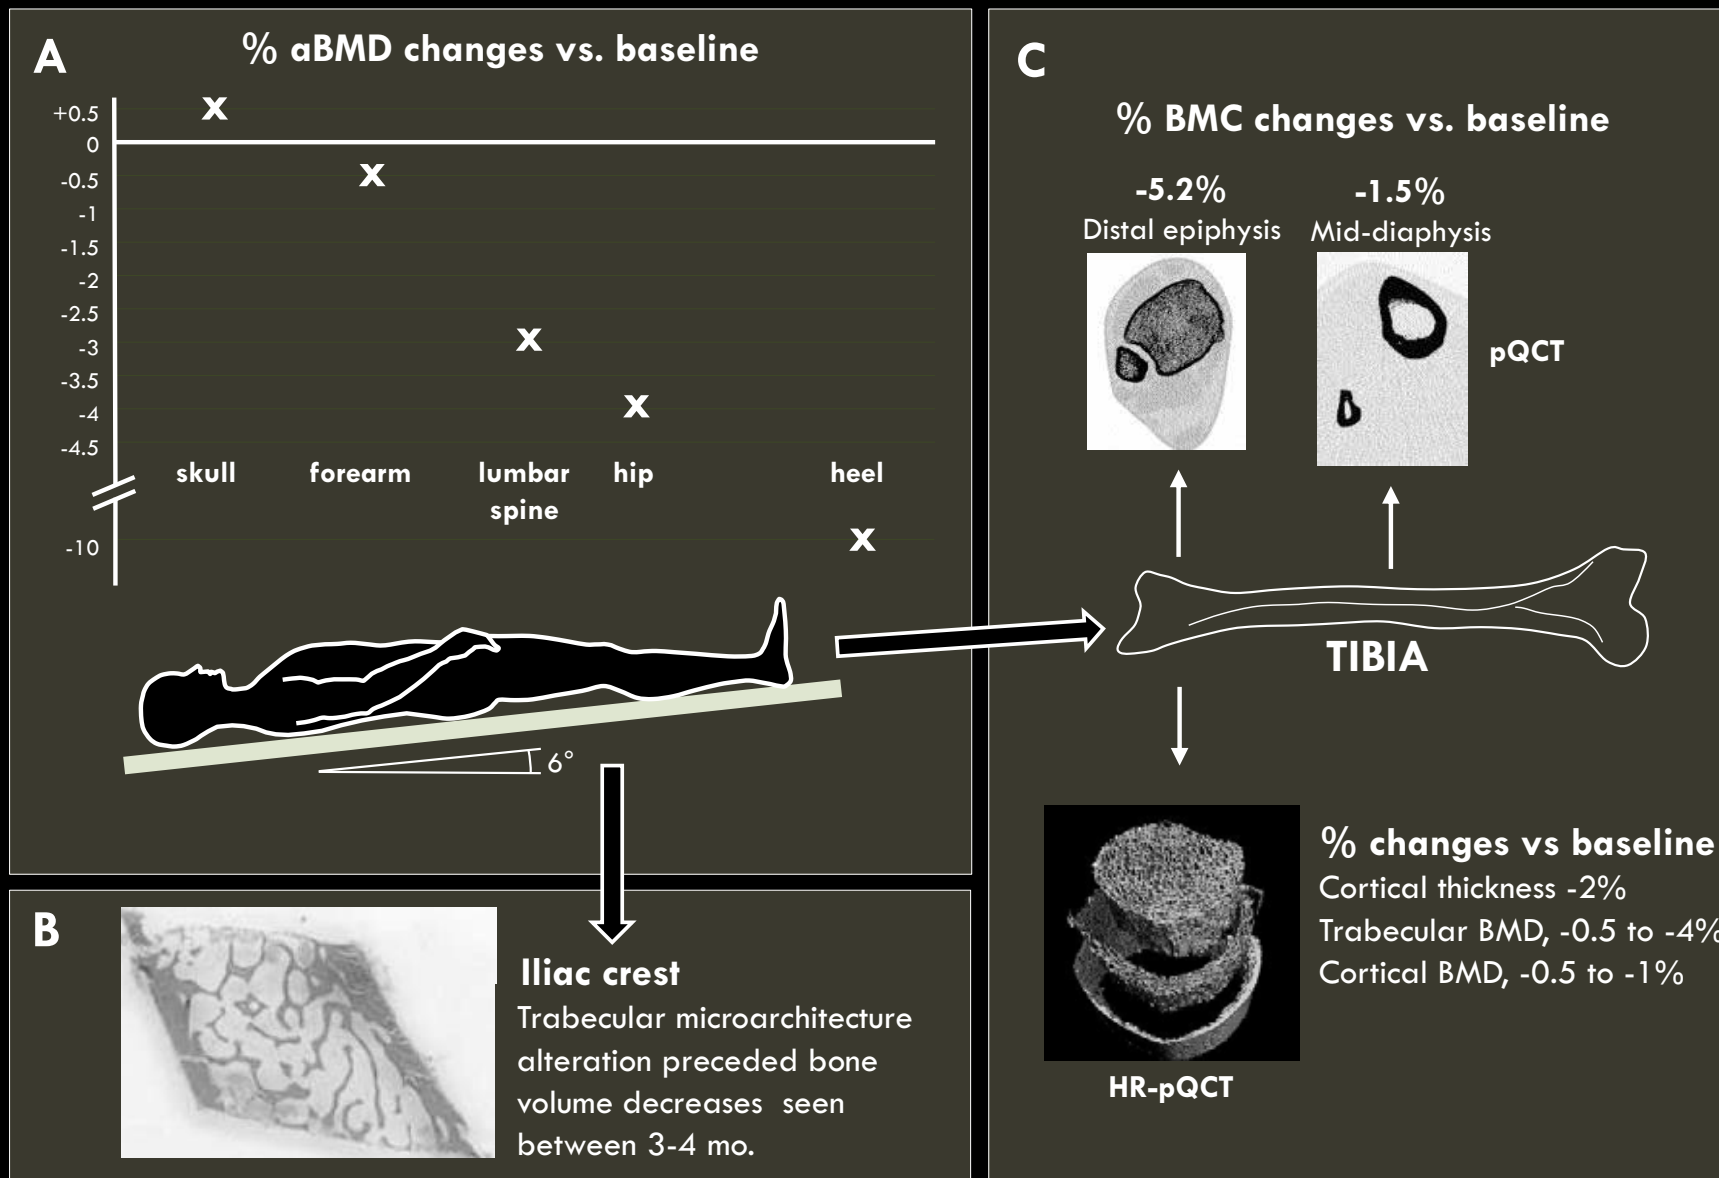 A
% aBMD changes vs. baseline
+0.5
0
-0.5
-1
-1.5
-2
-2.5
-3
-3.5
-4
-4.5
-10
x
x
x
x
x
skull forearm lumbar hip heel
spine
6°
B
Iliac crest
Trabecular microarchitecture
alteration preceded bone
volume decreases seen
between 3-4 mo.
C
% BMC changes vs. baseline
-5.2% -1.5%
Distal epiphysis Mid-diaphysis
pQCT
TIBIA
HR-pQCT
% changes vs baseline
Cortical thickness -2%
Trabecular BMD, -0.5 to -4%
Cortical BMD, -0.5 to -1%